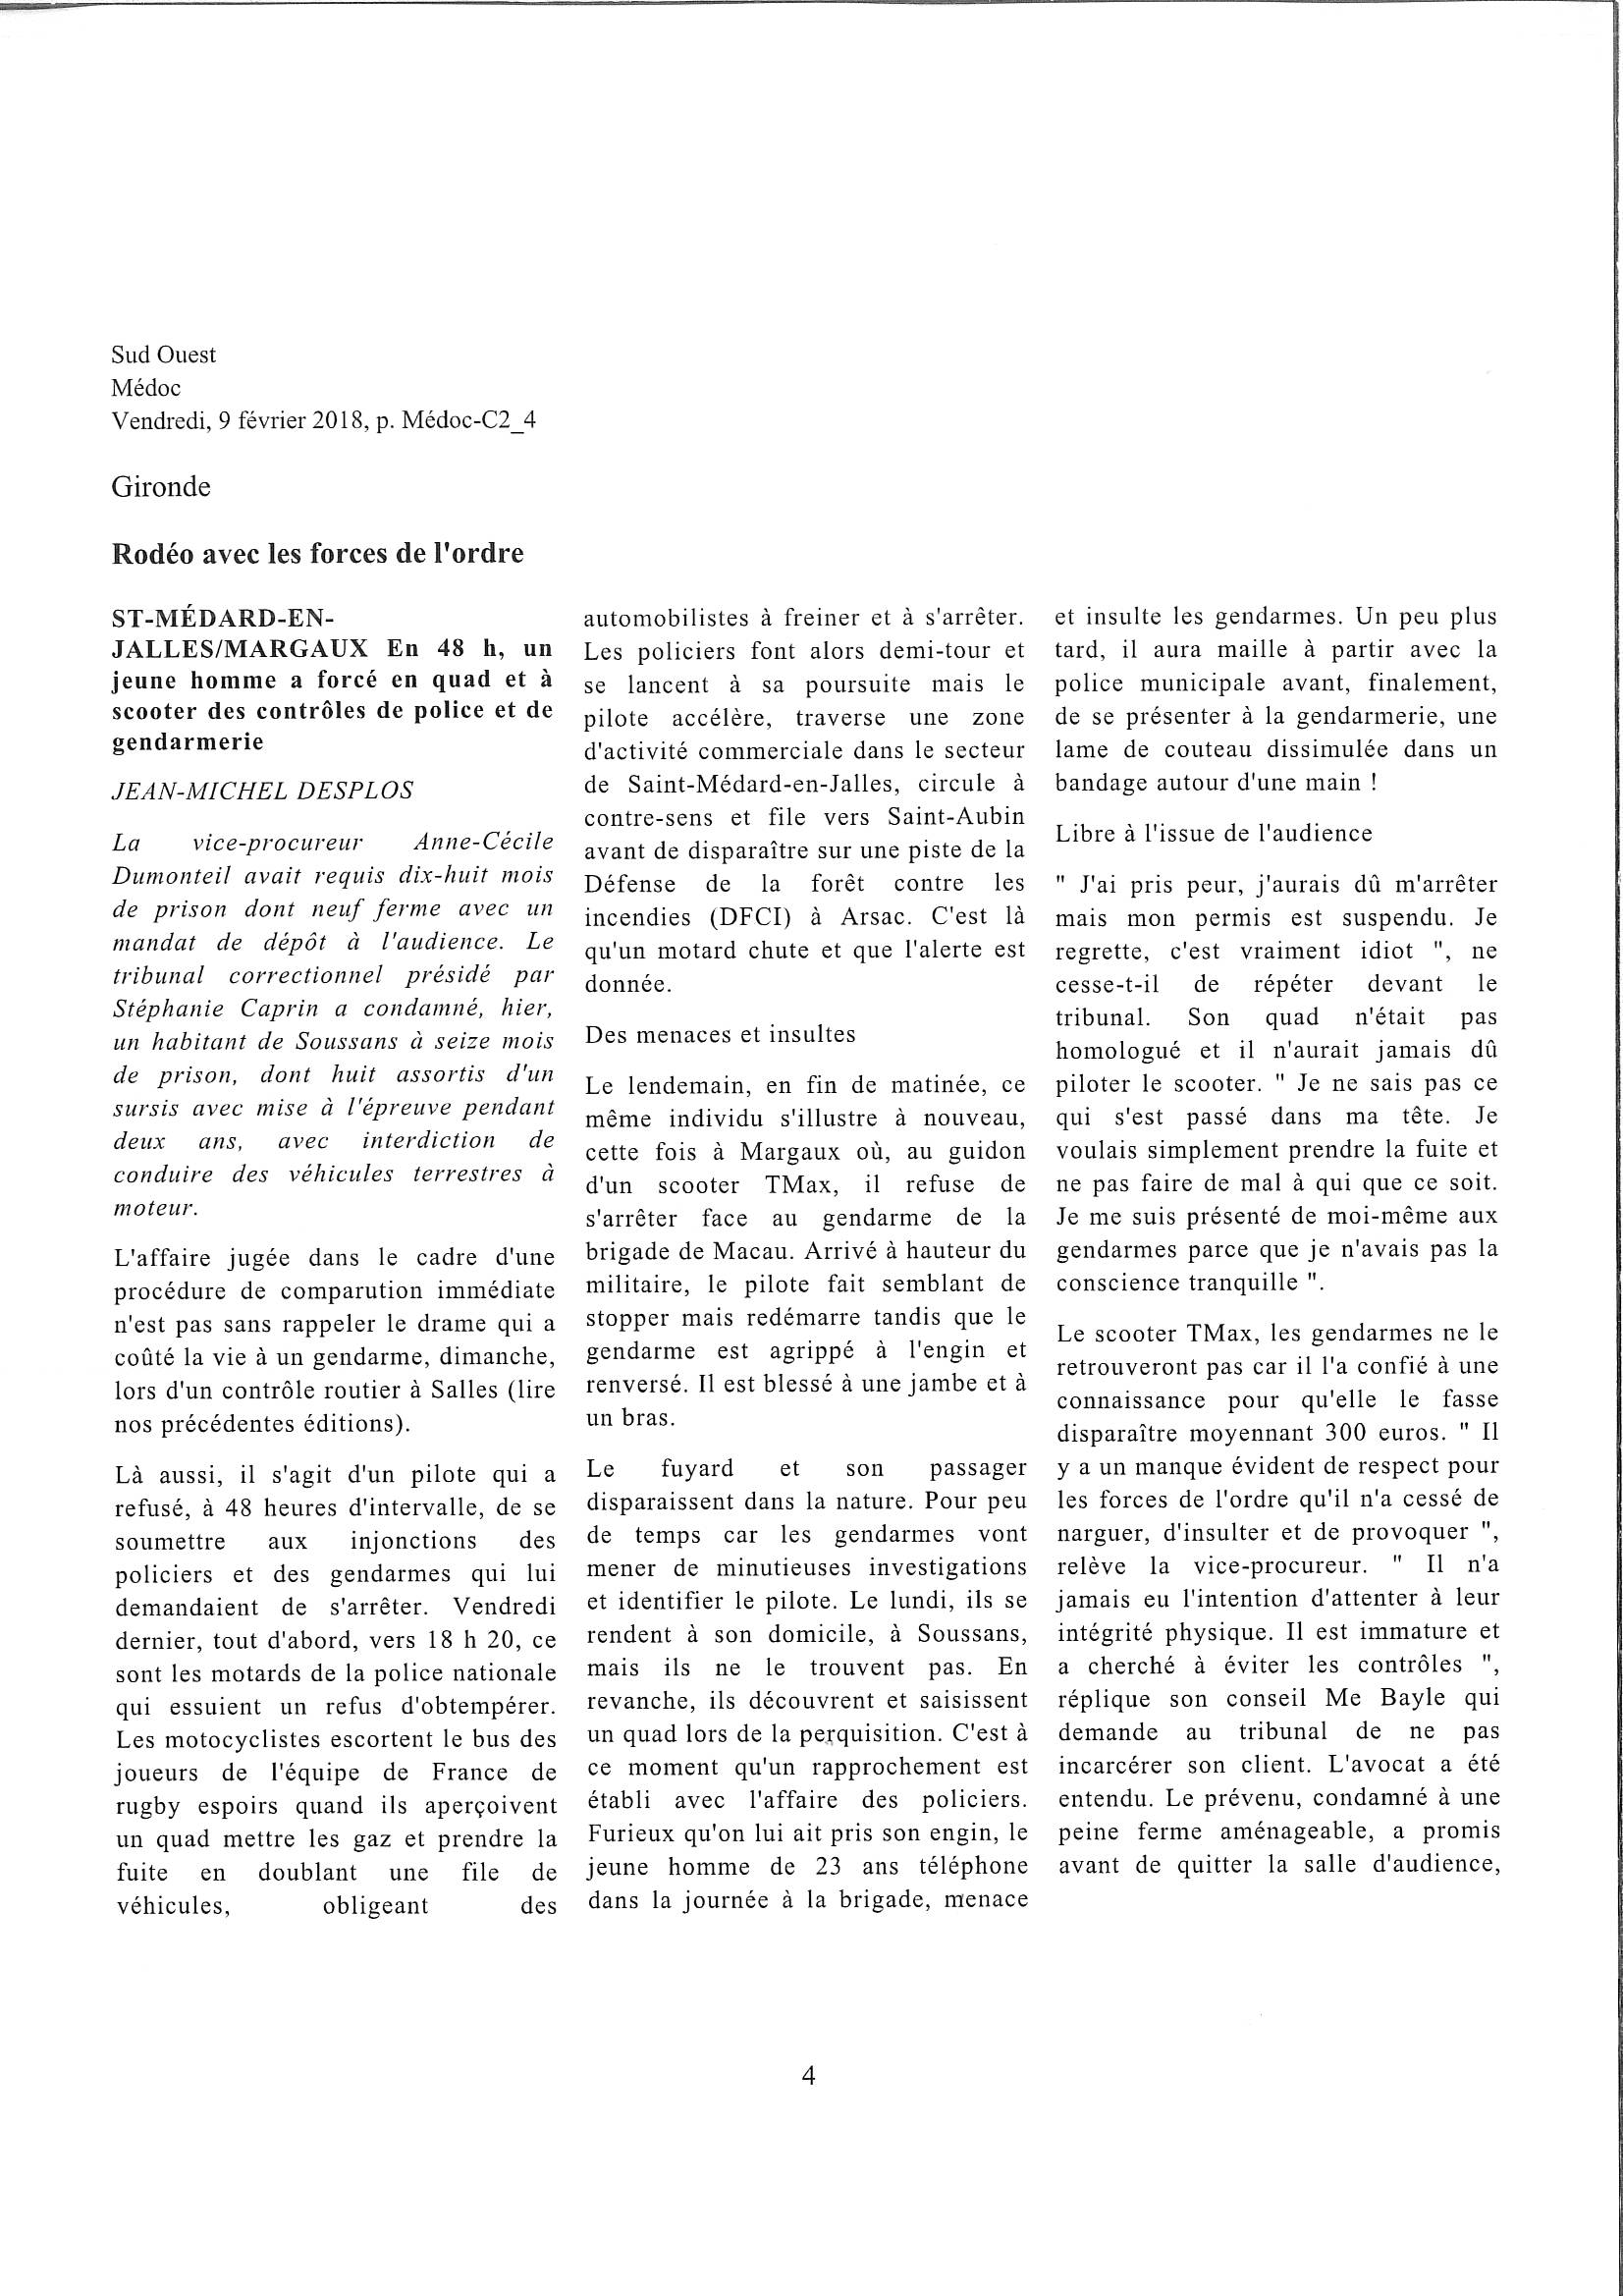 Sud Ouest
Médoc
Vendredi, 9 février 2018, p. Médoc-C2_4
Gironde
Rodéo avec les forces de l'ordre
ST-MÉDARD-EN-
JALLES/MARGAUX En 48 h, un
jeune homme a forcé en quad et à
scooter des contrôles de police et de
gendarmerie
JEAN-MICHEL DESPLOS
La vice-procureur Anne-Cécile
Dumonteil avait requis dix-huit mois
de prison dont neuf ferme avec un
mandat de dépôt à l'audience. Le
tribunal correctionnel présidé par
Stéphanie Caprin a condamné, hier,
un habitant de Soussans à seize mois
de prison, dont huit assortis d'un
sursis avec mise à l'épreuve pendant
deux ans, avec interdiction de
conduire des véhicules terrestres à
moteur.
L'affaire jugée dans le cadre d'une
procédure de comparution immédiate
n'est pas sans rappeler le drame qui a
coûté la vie à un gendarme, dimanche,
lors d'un contrôle routier à Salles (lire
nos précédentes éditions).
Là aussi, il s'agit d'un pilote qui a
refusé, à 48 heures d'intervalle, de se
soumettre aux injonctions des
policiers et des gendarmes qui lui
demandaient de s'arrêter. Vendredi
dernier, tout d'abord, vers 18 h 20, ce
sont les motards de la police nationale
qui essuient un refus d'obtempérer.
Les motocyclistes escortent le bus des
joueurs de l'équipe de France de
rugby espoirs quand ils aperçoivent
un quad mettre les gaz et prendre la
fuite en doublant une file de
véhicules, obligeant des
automobilistes à freiner et à s'arrêter.
Les policiers font alors demi-tour et
se lancent à sa poursuite mais le
pilote accélère, traverse une zone
d'activité commerciale dans le secteur
de Saint-Médard-en-Jalles, circule à
contre-sens et file vers Saint-Aubin
avant de disparaître sur une piste de la
Défense de la forêt contre les
incendies (DFCI) à Arsac. C'est là
qu'un motard chute et que l'alerte est
donnée.
Des menaces et insultes
Le lendemain, en fin de matinée, ce
même individu s'illustre à nouveau,
cette fois à Margaux où, au guidon
d'un scooter TMax, il refuse de
s'arrêter face au gendarme de la
brigade de Macau. Arrivé à hauteur du
militaire, le pilote fait semblant de
stopper mais redémarre tandis que le
gendarme est agrippé à l'engin et
renversé. Il est blessé à une jambe et à
un bras.
Le fuyard et son passager
disparaissent dans la nature. Pour peu
de temps car les gendarmes vont
mener de minutieuses investigations
et identifier le pilote. Le lundi, ils se
rendent à son domicile, à Soussans,
mais ils ne le trouvent pas. En
revanche, ils découvrent et saisissent
un quad lors de la perquisition. C'est à
ce moment qu'un rapprochement est
établi avec l'affaire des policiers.
Furieux qu'on lui ait pris son engin, le
jeune homme de 23 ans téléphone
dans la journée à la brigade, menace
et insulte les gendarmes. Un peu plus
tard, il aura maille à partir avec la
police municipale avant, finalement,
de se présenter à la gendarmerie, une
lame de couteau dissimulée dans un
bandage autour d'une main !
Libre à l'issue de l'audience
" J'ai pris peur, j'aurais dû m'arrêter
mais mon permis est suspendu. Je
regrette, c'est vraiment idiot ", ne
cesse-t-il de répéter devant le
tribunal. Son quad n'était pas
homologué et il n'aurait jamais dû
piloter le scooter. " Je ne sais pas ce
qui s'est passé dans ma tête. Je
voulais simplement prendre la fuite et
ne pas faire de mal à qui que ce soit.
Je me suis présenté de moi-même aux
gendarmes parce que je n'avais pas la
conscience tranquille ".
Le scooter TMax, les gendarmes ne le
retrouveront pas car il l'a confié à une
connaissance pour qu'elle le fasse
disparaître moyennant 300 euros. " Il
y a un manque évident de respect pour
les forces de l'ordre qu'il n'a cessé de
narguer, d'insulter et de provoquer ",
relève la vice-procureur. " Il n'a
jamais eu l'intention d'attenter à leur
intégrité physique. Il est immature et
a cherché à éviter les contrôles ",
réplique son conseil Me Bayle qui
demande au tribunal de ne pas
incarcérer son client. L'avocat a été
entendu. Le prévenu, condamné à une
peine ferme aménageable, a promis
avant de quitter la salle d'audience,
4